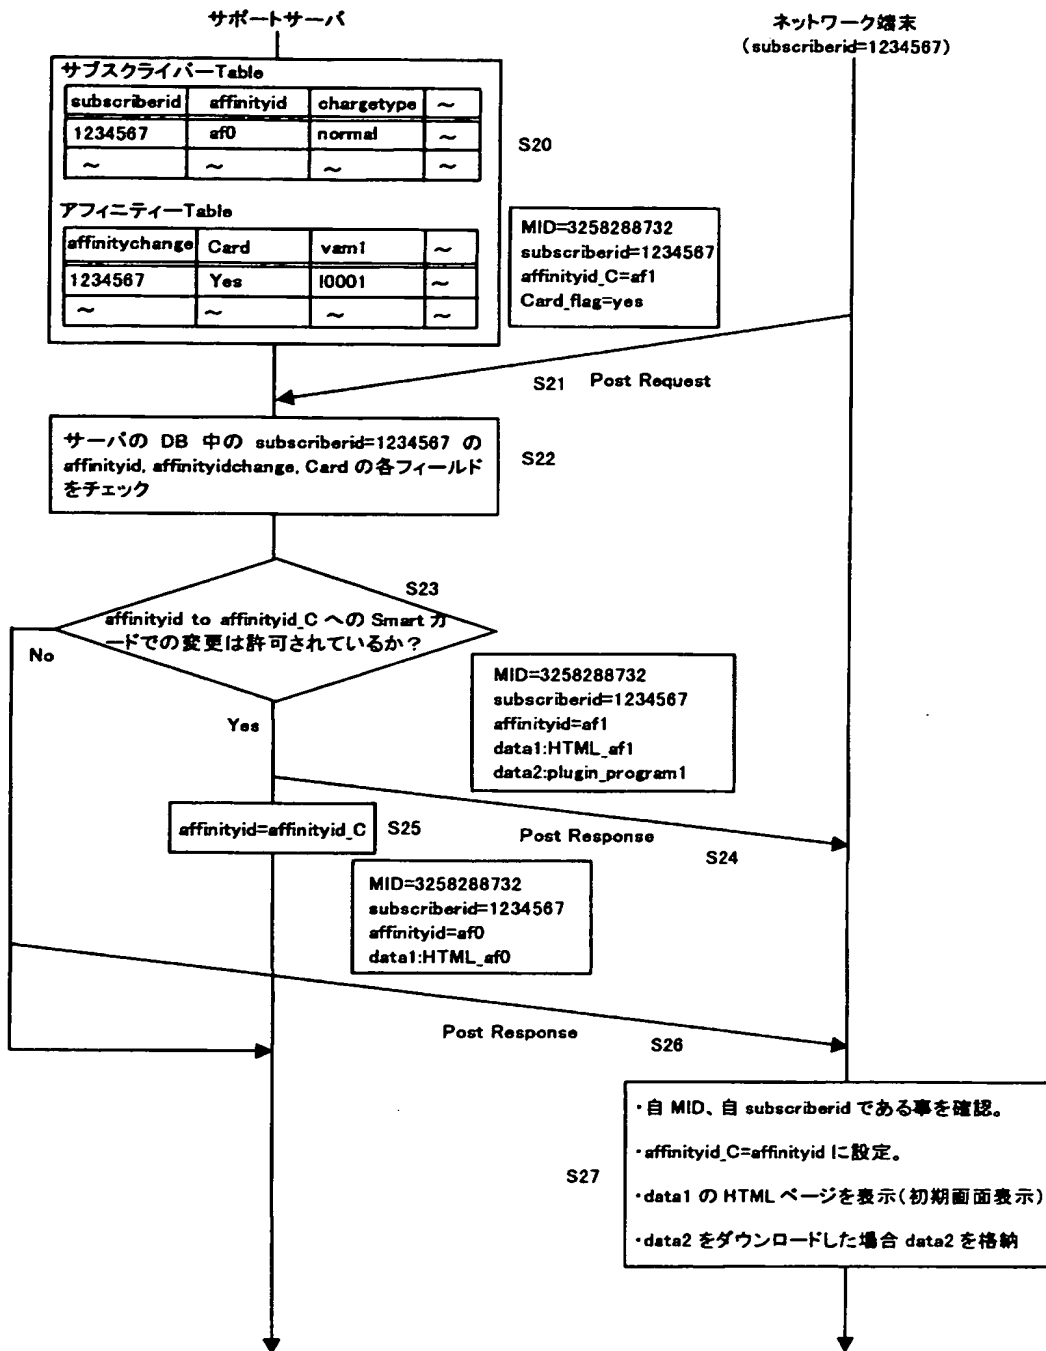 サポートサーバ
ネットワーク端末
(subscriberid=1234567)
サブスクライバーTable
subscriberid affinityid chargetype ~
1234567 af0 normal ~
~ ~ ~ ~
S20
アフィニティーTable
affinitychange Card vam1 ~
1234567 Yes I0001 ~
~ ~ ~ ~
MID=3258288732
subscriberid=1234567
affinityid_C=af1
Card_flag=yes
S21 Post Request
サーバの DB 中の subscriberid=1234567 の
affinityid, affinityidchange, Card の各フィールド
をチェック
S22
S23
affinityid to affinityid_C への Smart カ
ードでの変更は許可されているか？
No
Yes
MID=3258288732
subscriberid=1234567
affinityid=af1
data1:HTML_af1
data2:plugin_program1
affinityid=affinityid_C S25
Post Response
S24
MID=3258288732
subscriberid=1234567
affinityid=af0
data1:HTML_af0
Post Response
S26
・自 MID、自 subscriberid である事を確認。
・affinityid_C=affinityid に設定。
S27
・data1 の HTML ページを表示(初期画面表示)
・data2 をダウンロードした場合 data2 を格納